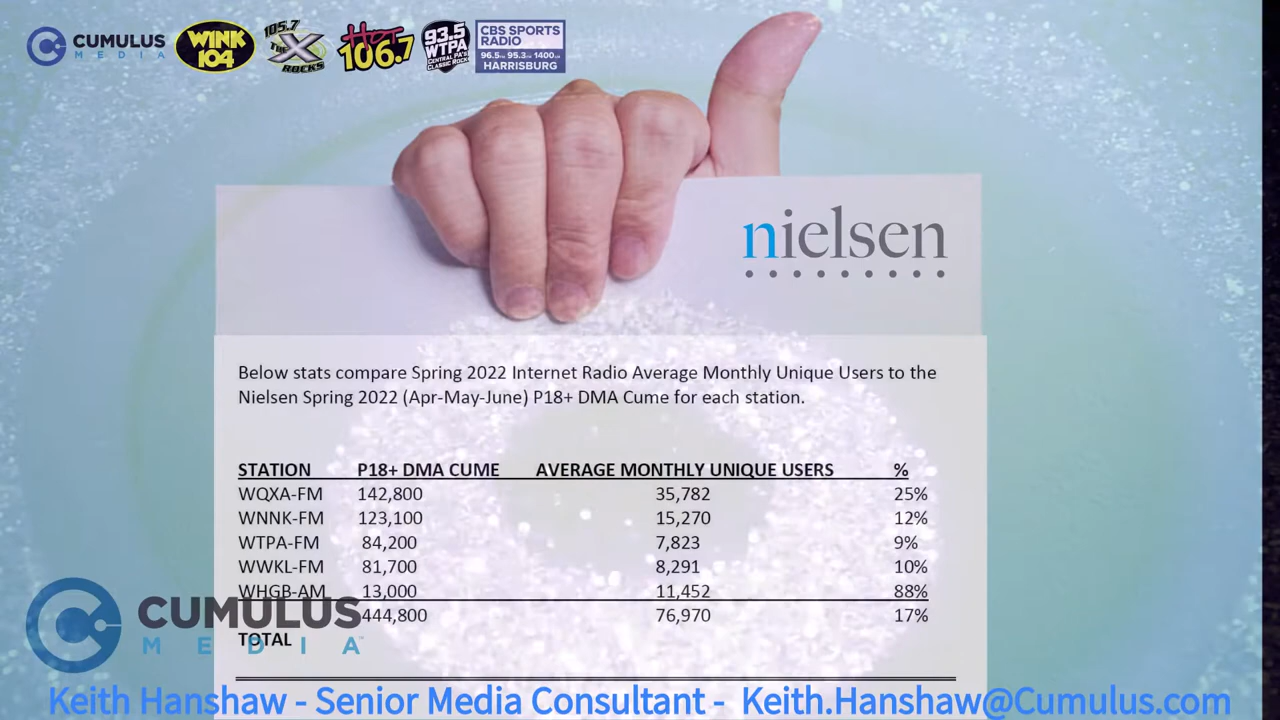 CUMULUS
MEDIA
WINK
104
105.7
THE X
ROCKS
HOT
106.7
93.5
WTPA
CENTRAL PA'S
CLASSIC ROCK
CBS SPORTS
RADIO
96.5FM 95.3FM 1400AM
HARRISBURG
nielsen
Below stats compare Spring 2022 Internet Radio Average Monthly Unique Users to the
Nielsen Spring 2022 (Apr-May-June) P18+ DMA Cume for each station.
STATION P18+ DMA CUME AVERAGE MONTHLY UNIQUE USERS %
WQXA-FM 142,800 35,782 25%
WNNK-FM 123,100 15,270 12%
WTPA-FM 84,200 7,823 9%
WWKL-FM 81,700 8,291 10%
WHGB-AM 13,000 11,452 88%
444,800 76,970 17%
TOTAL
CUMULUS
MEDIA
Keith Hanshaw - Senior Media Consultant - Keith.Hanshaw@Cumulus.com